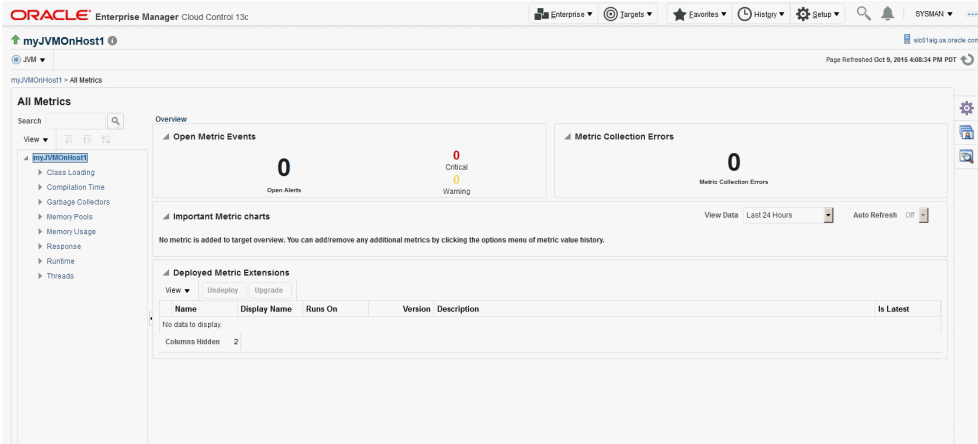 ORACLE Enterprise Manager Cloud Control 13c
Enterprise Targets Favorites History Setup SYSMAN
myJVMOnHost1
slc01aig.us.oracle.com
JVM
Page Refreshed Oct 9, 2015 4:08:34 PM PDT
myJVMOnHost1 > All Metrics
All Metrics
Search
View
myJVMOnHost1
Class Loading
Compilation Time
Garbage Collectors
Memory Pools
Memory Usage
Response
Runtime
Threads
Overview
Open Metric Events
0
Open Alerts
0
Critical
0
Warning
Metric Collection Errors
0
Metric Collection Errors
Important Metric charts
View Data Last 24 Hours Auto Refresh Off
No metric is added to target overview. You can add/remove any additional metrics by clicking the options menu of metric value history.
Deployed Metric Extensions
View Undeploy Upgrade
Name Display Name Runs On Version Description Is Latest
No data to display.
Columns Hidden 2